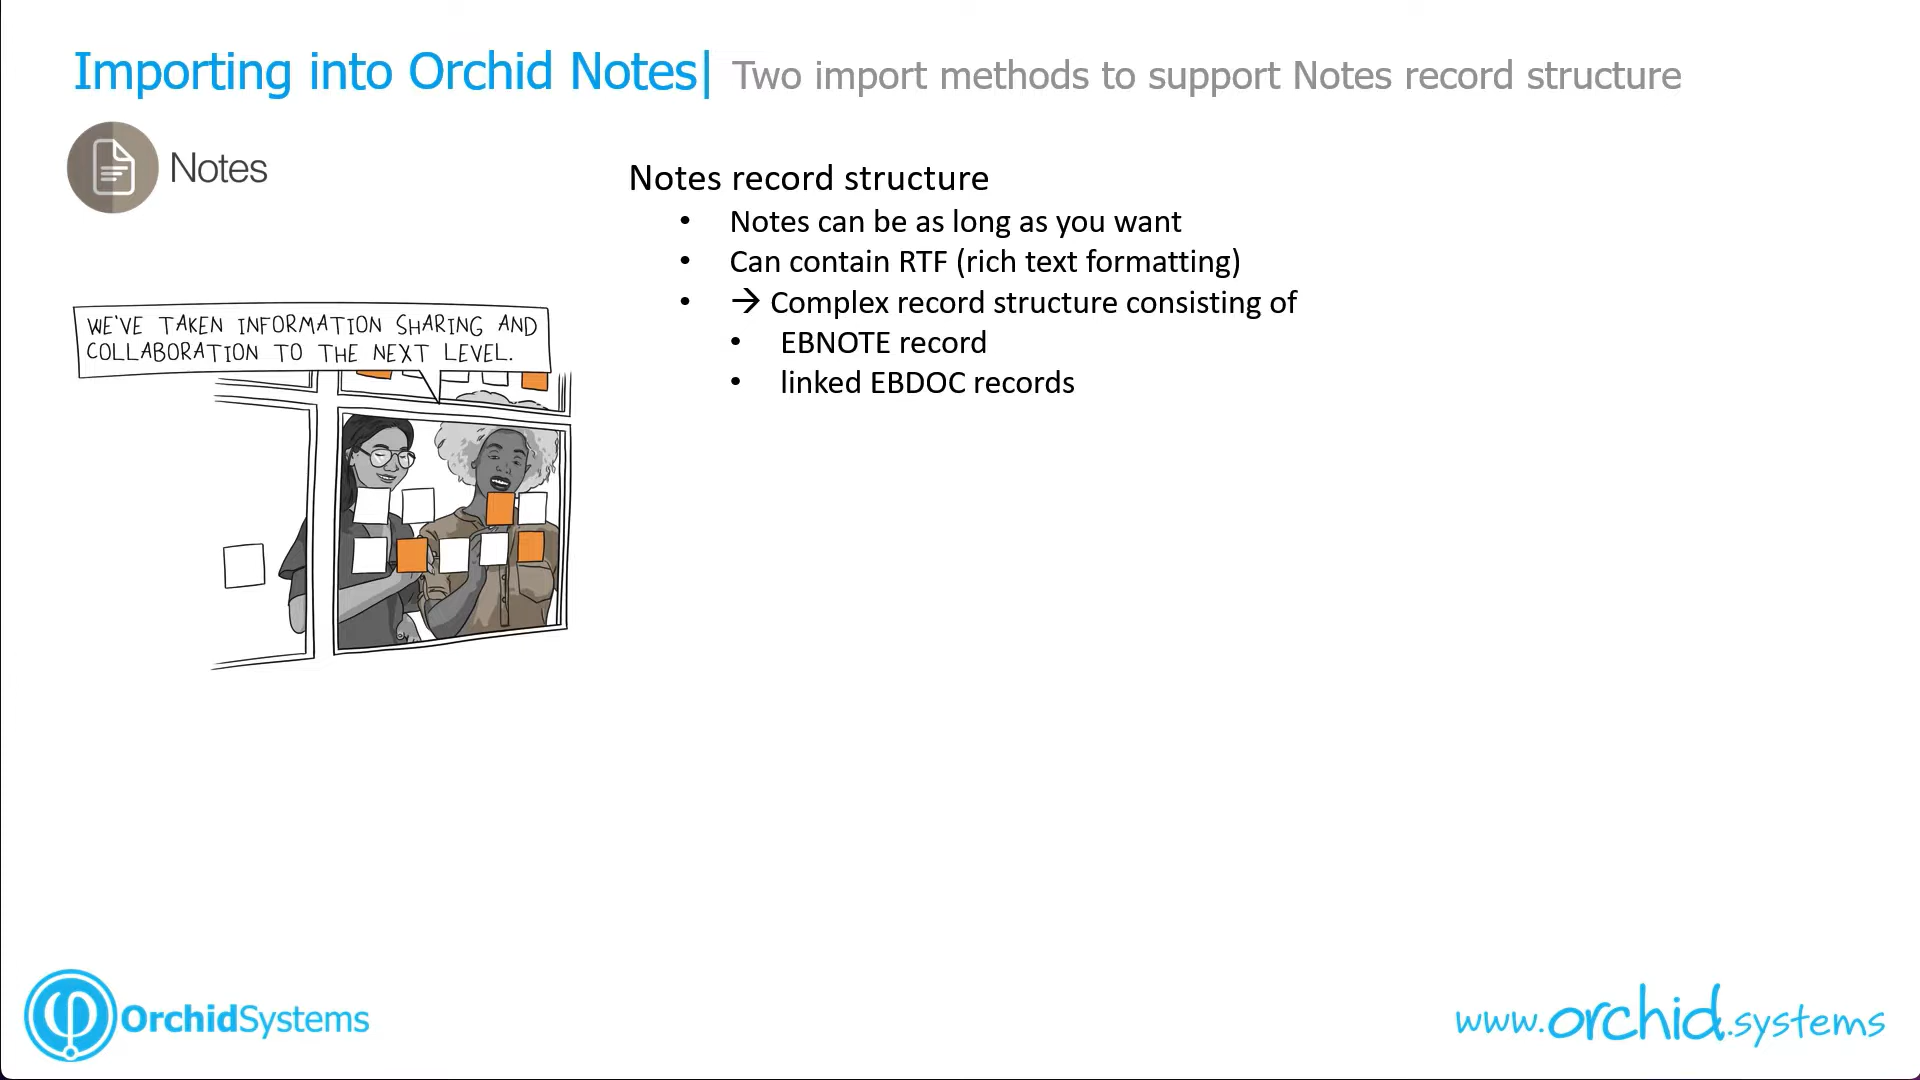 Importing into Orchid Notes| Two import methods to support Notes record structure
Notes
Notes record structure
• Notes can be as long as you want
• Can contain RTF (rich text formatting)
• → Complex record structure consisting of
• EBNOTE record
• linked EBDOC records
WE'VE TAKEN INFORMATION SHARING AND
COLLABORATION TO THE NEXT LEVEL.
OrchidSystems
www.orchid.systems